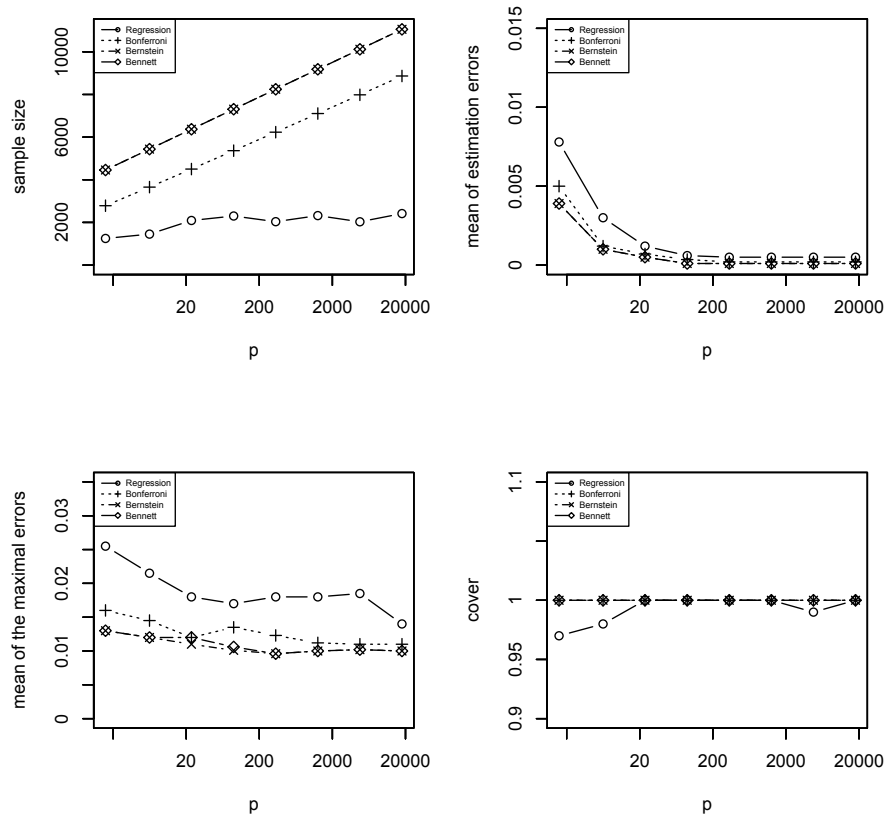 sample size
10000
6000
2000
Regression
Bonferroni
Bernstein
Bennett
20
200
2000
20000
p
mean of estimation errors
0.015
0.01
0.005
0
Regression
Bonferroni
Bernstein
Bennett
20
200
2000
20000
p
mean of the maximal errors
0.03
0.02
0.01
0
Regression
Bonferroni
Bernstein
Bennett
20
200
2000
20000
p
cover
1.1
1
0.95
0.9
Regression
Bonferroni
Bernstein
Bennett
20
200
2000
20000
p